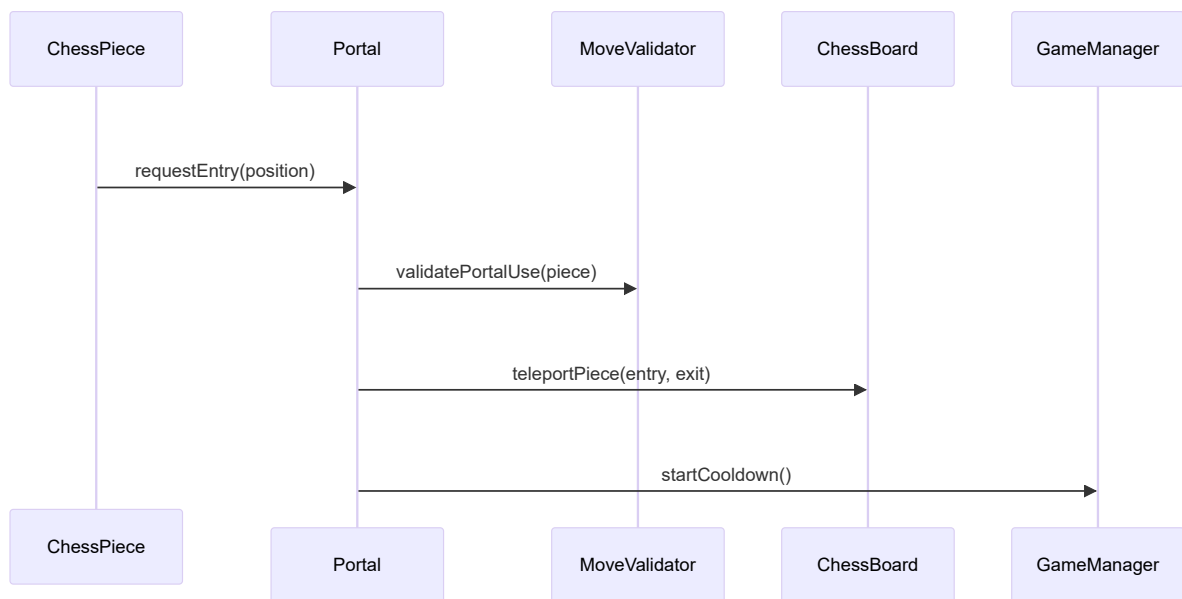 ChessPiece
Portal
MoveValidator
ChessBoard
GameManager
requestEntry(position)
validatePortalUse(piece)
teleportPiece(entry, exit)
startCooldown()
ChessPiece
Portal
MoveValidator
ChessBoard
GameManager